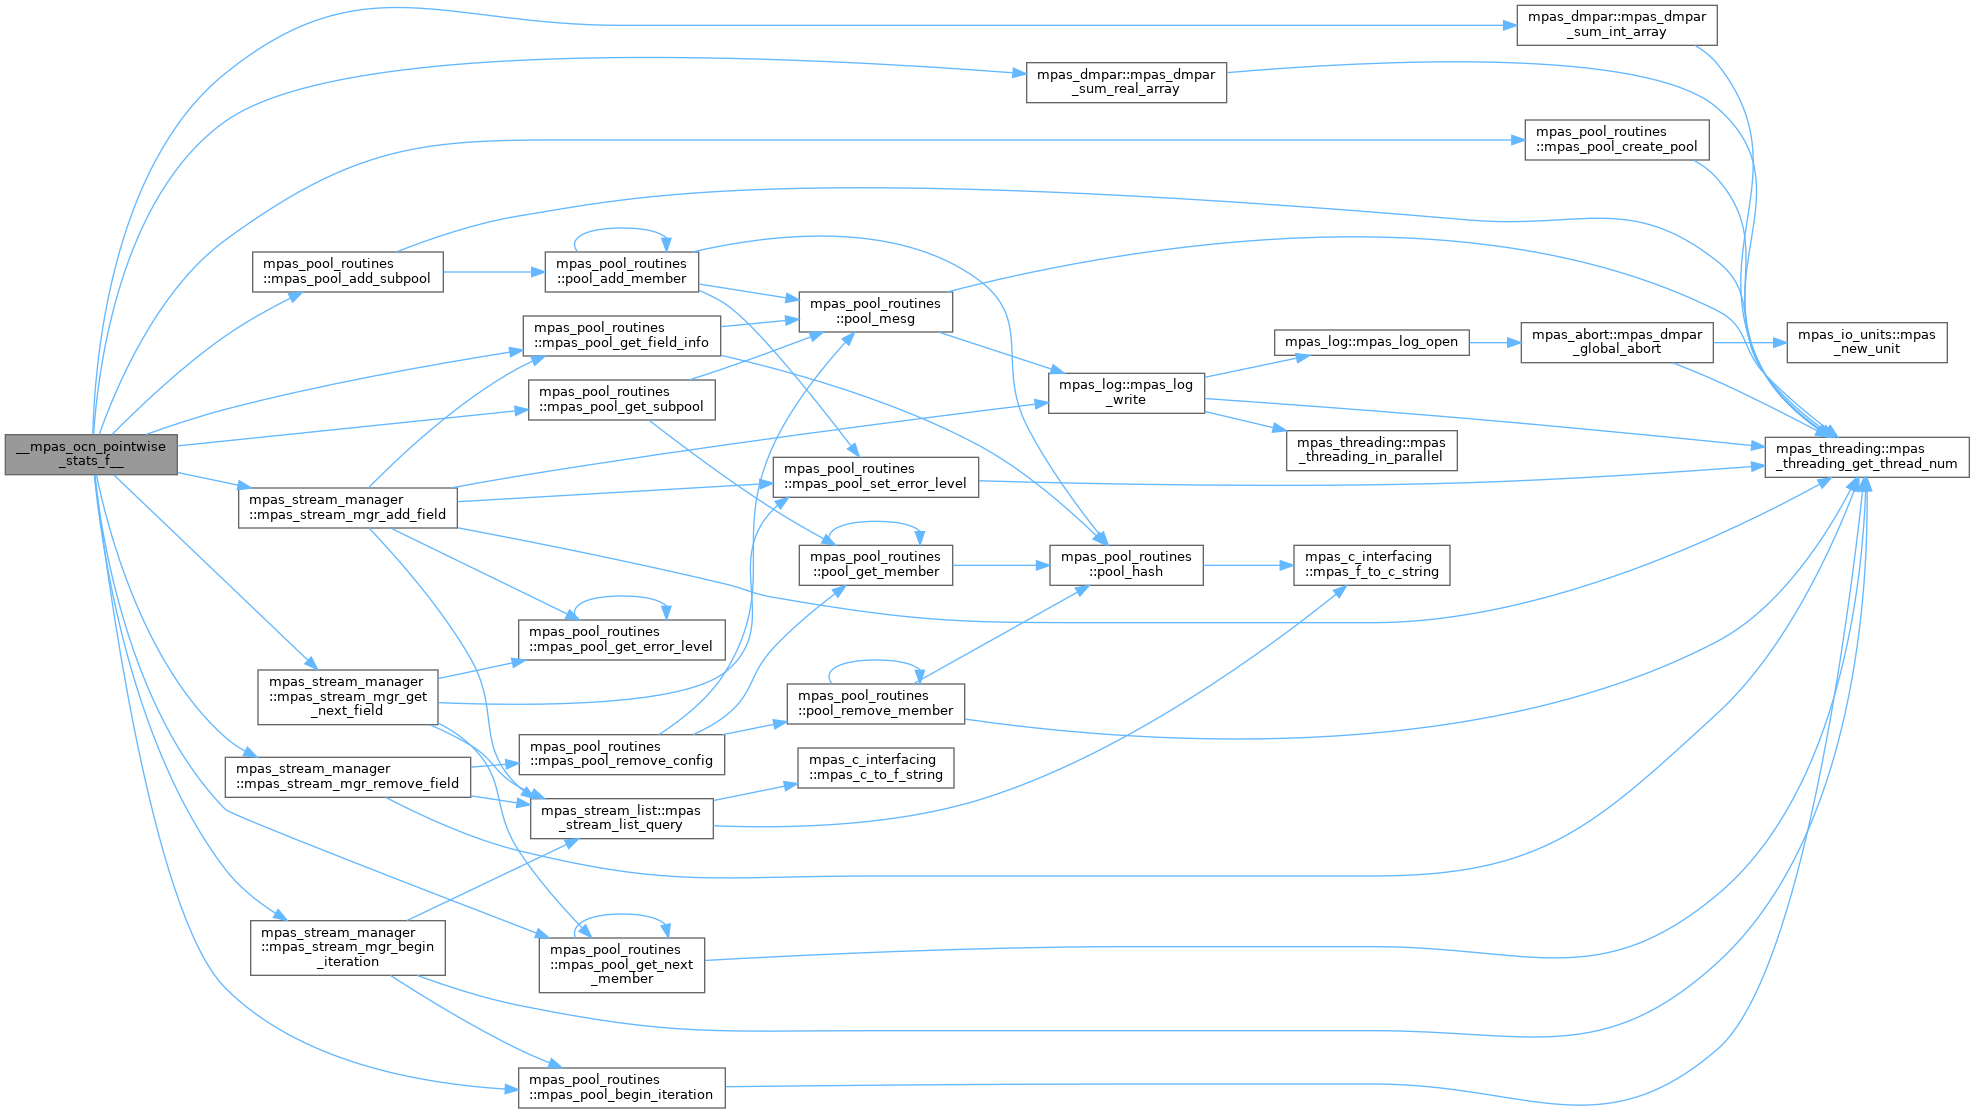 mpas_dmpar::mpas_dmpar
_sum_int_array
mpas_dmpar::mpas_dmpar
_sum_real_array
mpas_pool_routines
::mpas_pool_create_pool
mpas_pool_routines
::mpas_pool_add_subpool
mpas_pool_routines
::pool_add_member
mpas_pool_routines
::pool_mesg
mpas_pool_routines
::mpas_pool_get_field_info
mpas_log::mpas_log_open
mpas_abort::mpas_dmpar
_global_abort
mpas_io_units::mpas
_new_unit
mpas_pool_routines
::mpas_pool_get_subpool
mpas_log::mpas_log
_write
__mpas_ocn_pointwise
_stats_f__
mpas_threading::mpas
_threading_in_parallel
mpas_threading::mpas
_threading_get_thread_num
mpas_pool_routines
::mpas_pool_set_error_level
mpas_stream_manager
::mpas_stream_mgr_add_field
mpas_pool_routines
::pool_get_member
mpas_pool_routines
::pool_hash
mpas_c_interfacing
::mpas_f_to_c_string
mpas_pool_routines
::mpas_pool_get_error_level
mpas_stream_manager
::mpas_stream_mgr_get
_next_field
mpas_pool_routines
::pool_remove_member
mpas_pool_routines
::mpas_pool_remove_config
mpas_c_interfacing
::mpas_c_to_f_string
mpas_stream_manager
::mpas_stream_mgr_remove_field
mpas_stream_list::mpas
_stream_list_query
mpas_stream_manager
::mpas_stream_mgr_begin
_iteration
mpas_pool_routines
::mpas_pool_get_next
_member
mpas_pool_routines
::mpas_pool_begin_iteration